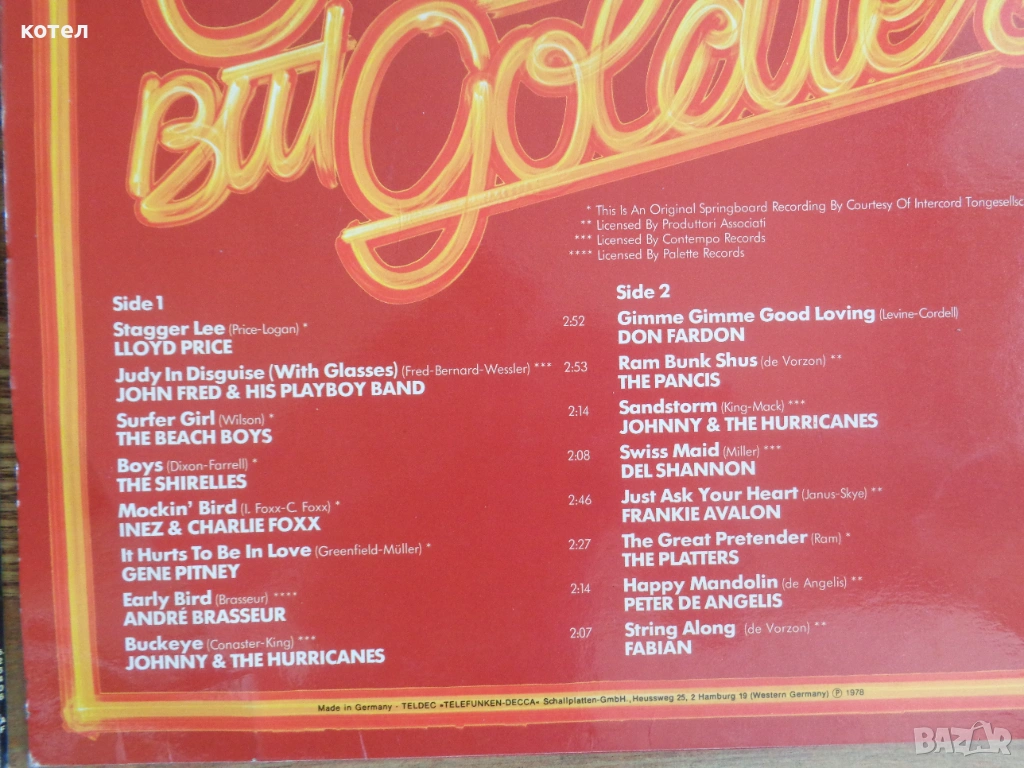 котел
But Goldies
* This Is An Original Springboard Recording By Courtesy Of Intercord
** Licensed By Produttori Associati
*** Licensed By Contempo Records
**** Licensed By Palette Records
Side 1
Stagger Lee (Price-Logan) * 2:52
LLOYD PRICE
Judy In Disguise (With Glasses) (Fred-Bernard-Wessler) *** 2:53
JOHN FRED & HIS PLAYBOY BAND
Surfer Girl (Wilson) * 2:14
THE BEACH BOYS
Boys (Dixon-Farrell) * 2:08
THE SHIRELLES
Mockin' Bird (I. Foxx-C. Foxx) * 2:46
INEZ & CHARLIE FOXX
It Hurts To Be In Love (Greenfield-Müller) * 2:27
GENE PITNEY
Early Bird (Brasseur) **** 2:14
ANDRÉ BRASSEUR
Buckeye (Conaster-King) *** 2:07
JOHNNY & THE HURRICANES
Side 2
Gimme Gimme Good Loving (Levine-Cordell)
DON FARDON
Ram Bunk Shus (de Vorzon) **
THE PANCIS
Sandstorm (King-Mack) ***
JOHNNY & THE HURRICANES
Swiss Maid (Miller) ***
DEL SHANNON
Just Ask Your Heart (Janus-Skye) **
FRANKIE AVALON
The Great Pretender (Ram) *
THE PLATTERS
Happy Mandolin (de Angelis) **
PETER DE ANGELIS
String Along (de Vorzon) **
FABIAN
Made in Germany - TELDEC »TELEFUNKEN-DECCA« Schallplatten-GmbH., Heussweg 25, 2 Hamburg 19 (Western Germany) Ⓟ 1978
BAZAR